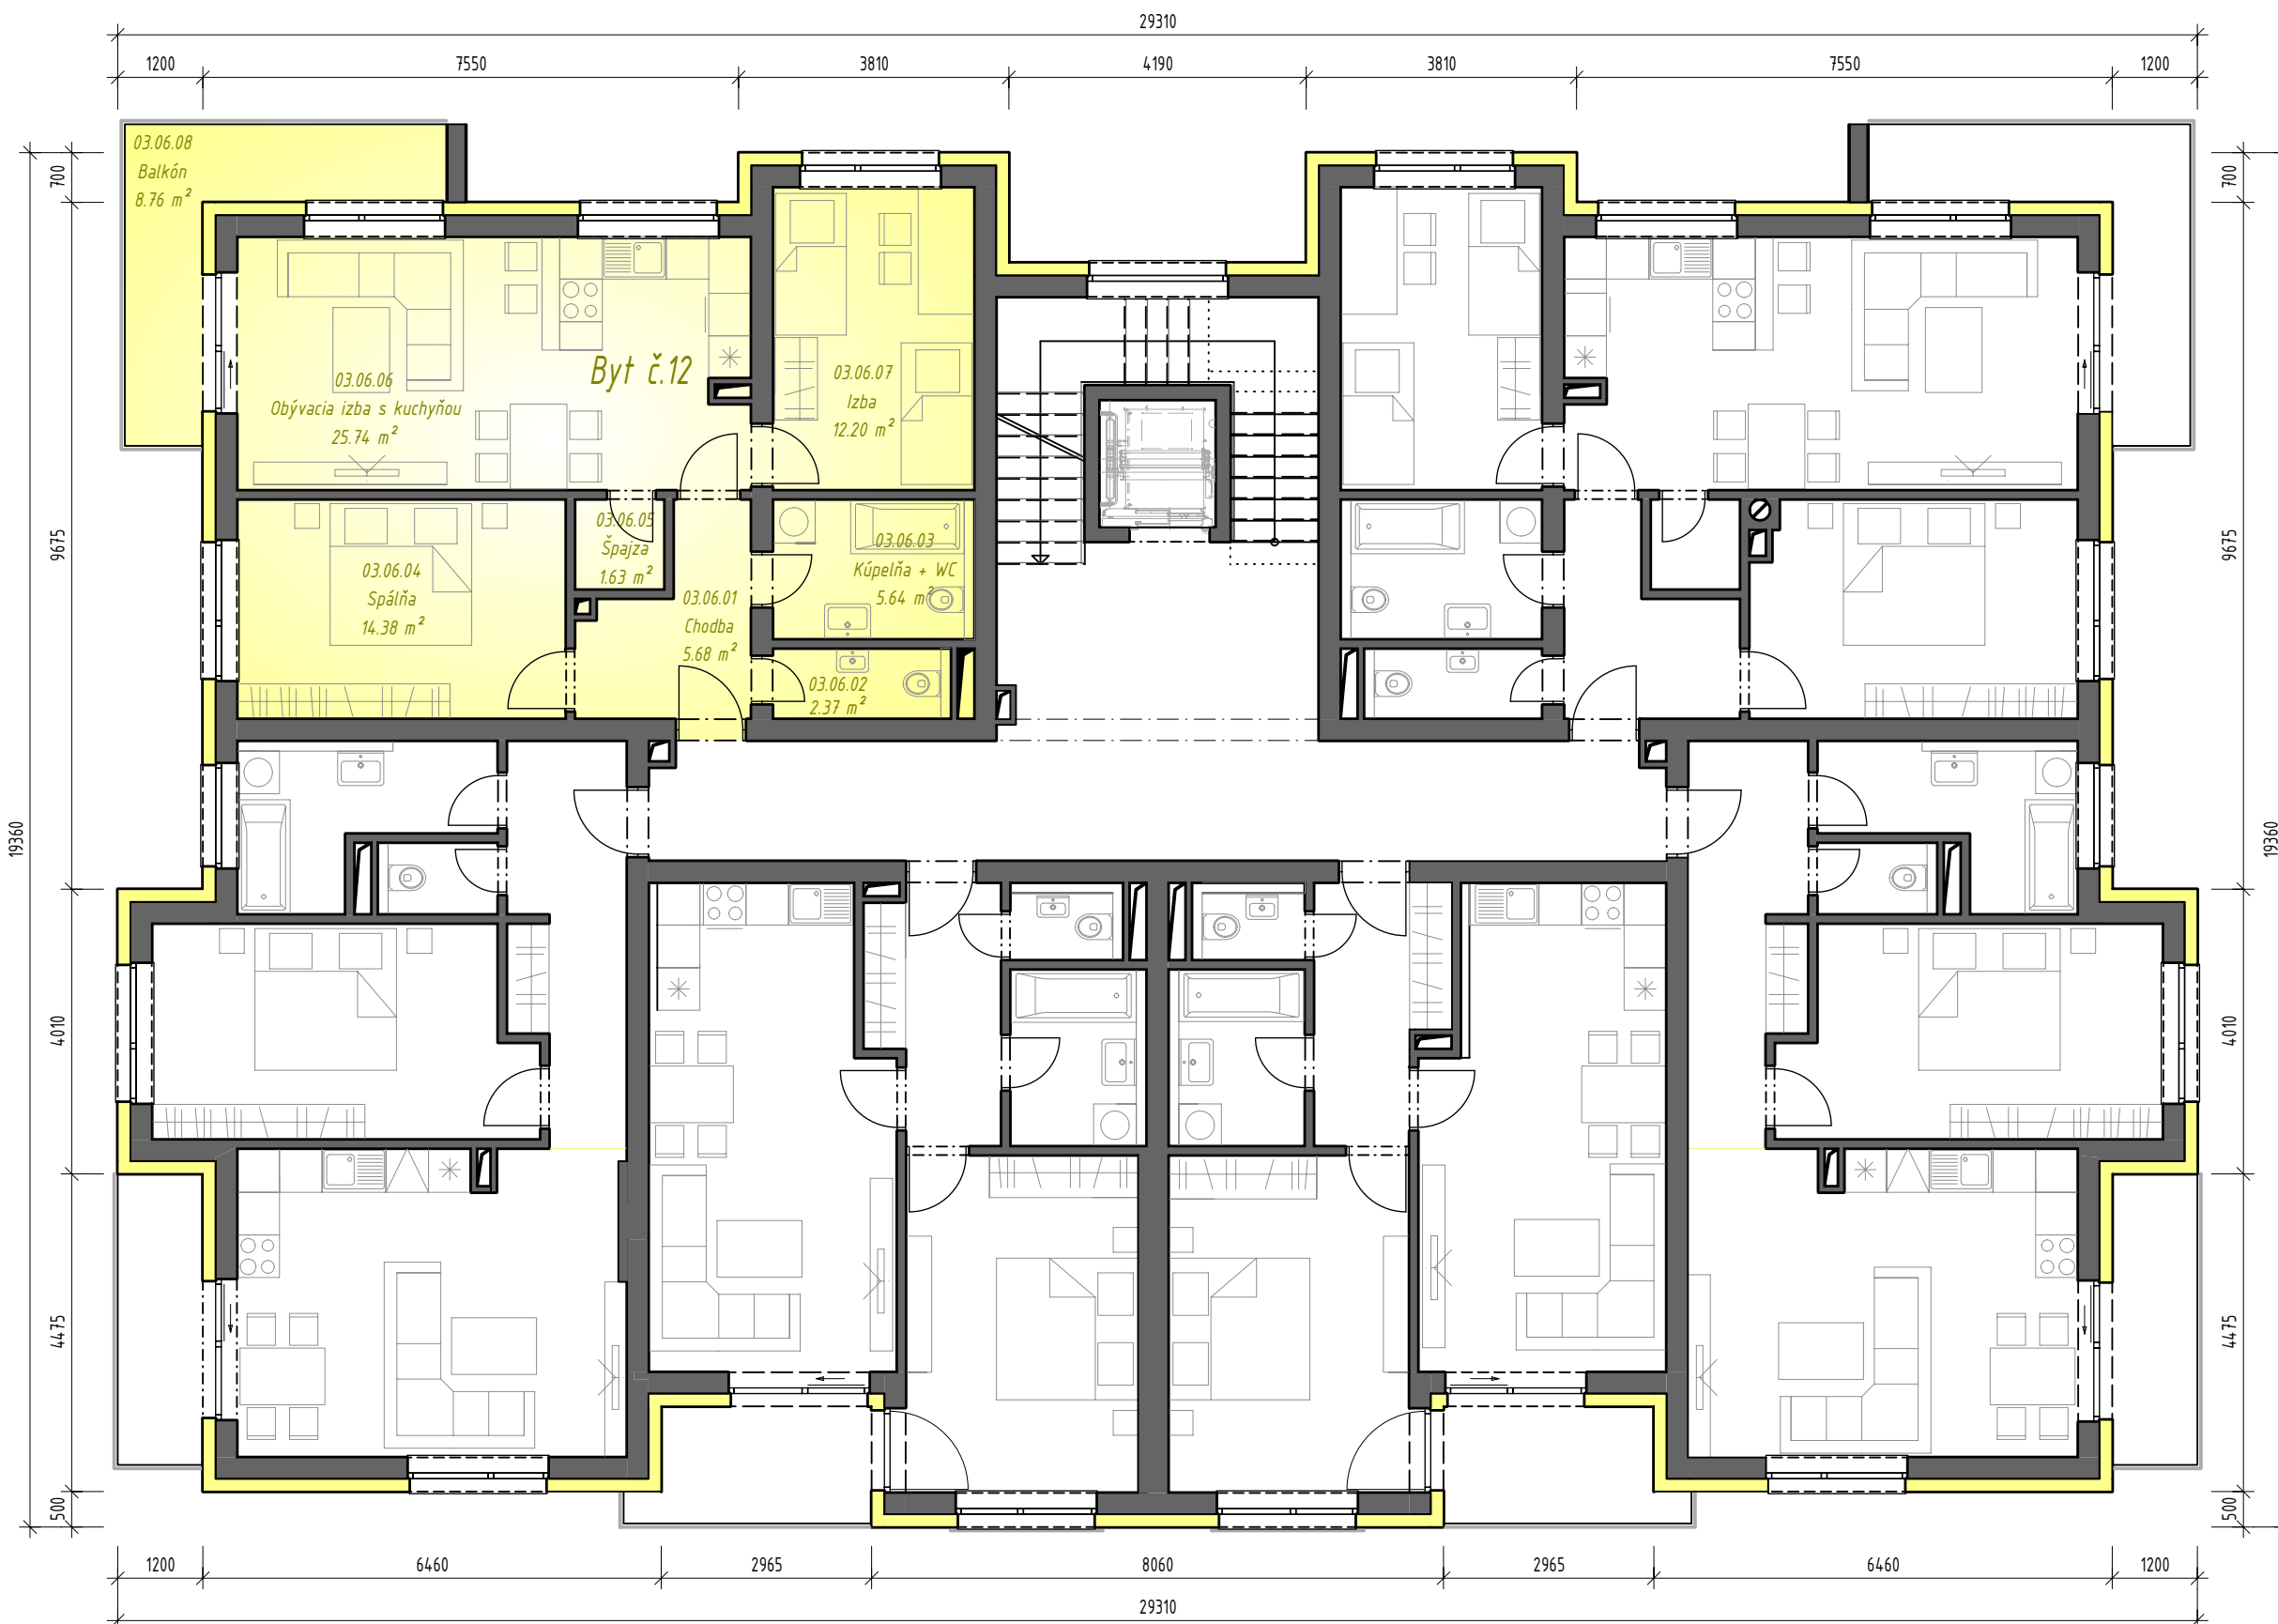 29310
1200 7550 3810 4190 3810 7550 1200
03.06.08
Balkón
8.76 m²
700
700
Byt č.12
03.06.06
Obývacia izba s kuchyňou
25.74 m²
03.06.07
Izba
12.20 m²
03.06.05
Špajza
1.63 m²
03.06.03
Kúpelňa + WC
5.64 m²
03.06.04
Spálňa
14.38 m²
03.06.01
Chodba
5.68 m²
03.06.02
2.37 m²
9675
9675
19360
19360
4010
4010
4475
4475
500
500
1200 6460 2965 8060 2965 6460 1200
29310